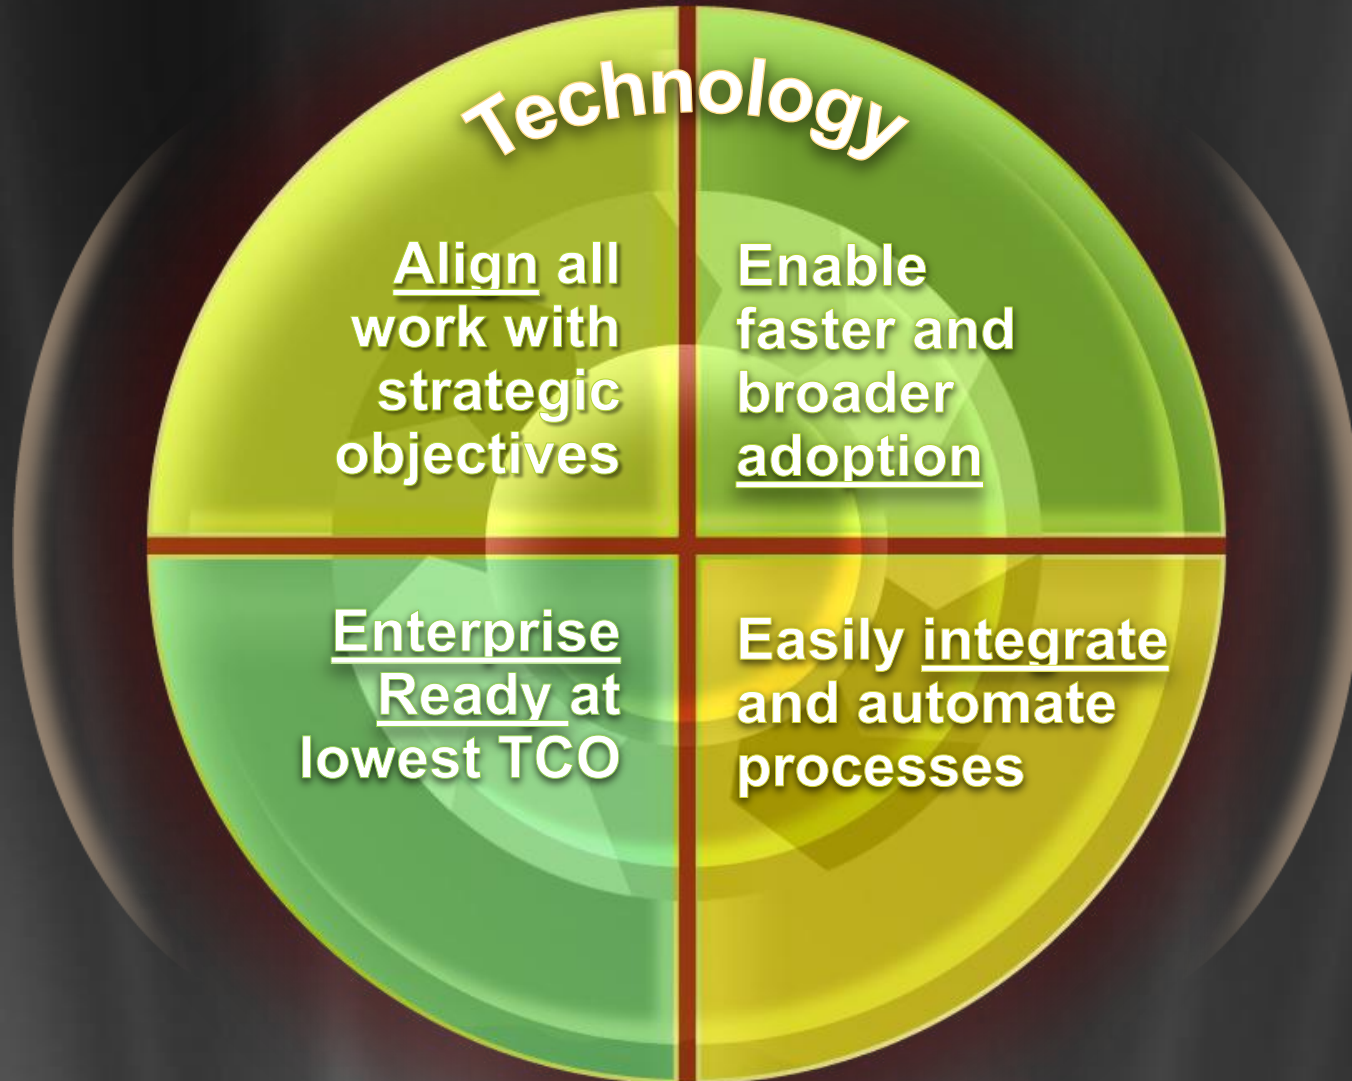 Technology
Align all
work with
strategic
objectives
Enable
faster and
broader
adoption
Enterprise
Ready at
lowest TCO
Easily integrate
and automate
processes